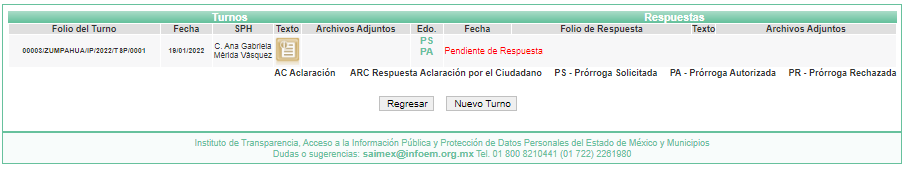 Turnos Respuestas
Folio del Turno Fecha SPH Texto Archivos Adjuntos Edo. Fecha Folio de Respuesta Texto Archivos Adjuntos
00003/ZUMPAHUA/IP/2022/TSP/0001 19/01/2022 C. Ana Gabriela Mérida Vásquez PS PA Pendiente de Respuesta
AC Aclaración ARC Respuesta Aclaración por el Ciudadano PS - Prórroga Solicitada PA - Prórroga Autorizada PR - Prórroga Rechazada
Regresar Nuevo Turno
Instituto de Transparencia, Acceso a la Información Pública y Protección de Datos Personales del Estado de México y Municipios
Dudas o sugerencias: saimex@infoem.org.mx Tel. 01 800 8210441 (01 722) 2261980